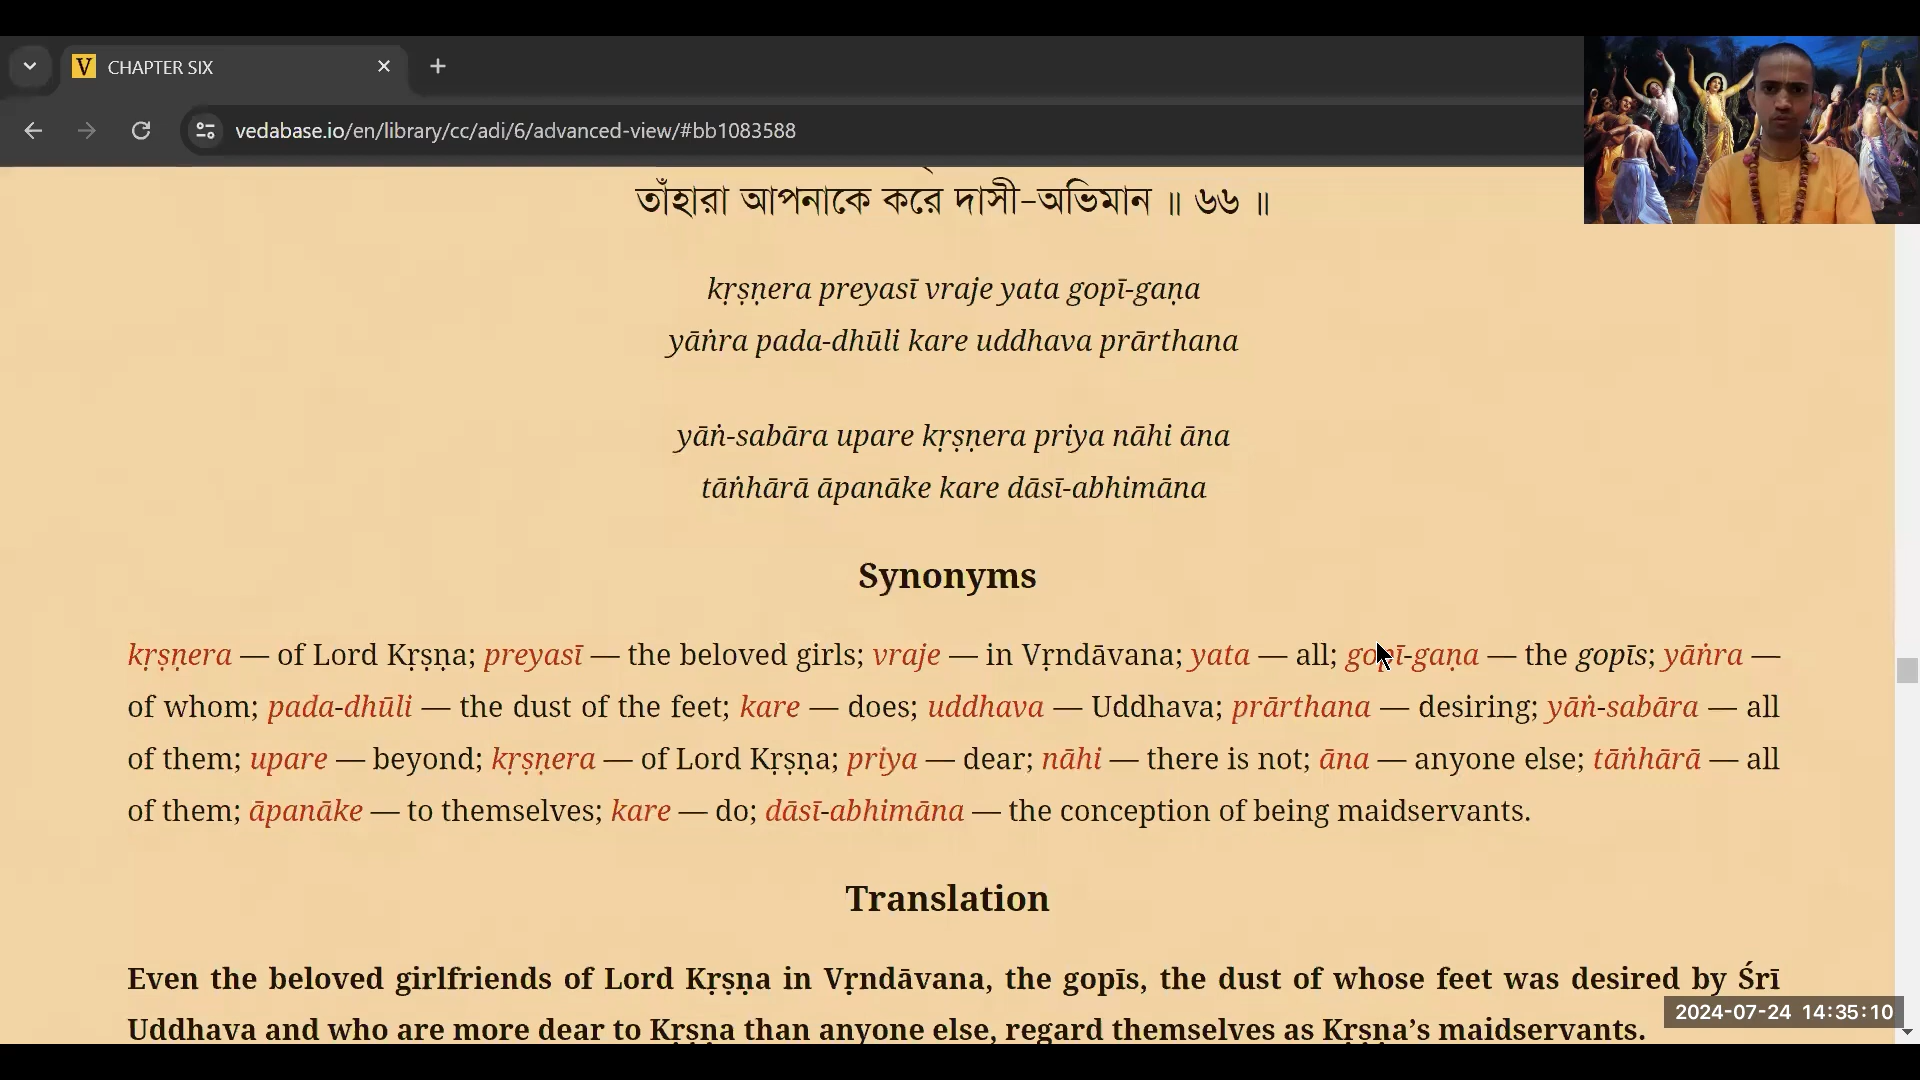 V CHAPTER SIX
vedabase.io/en/library/cc/adi/6/advanced-view/#bb1083588
তাঁহারা আপনাকে করে দাসী-অভিমান ॥ ৬৬ ॥
kṛṣṇera preyasī vraje yata gopī-gaṇa
yāṅra pada-dhūli kare uddhava prārthana
yāṅ-sabāra upare kṛṣṇera priya nāhi āna
tāṅhārā āpanāke kare dāsī-abhimāna
Synonyms
kṛṣṇera — of Lord Kṛṣṇa; preyasī — the beloved girls; vraje — in Vṛndāvana; yata — all; gopī-gaṇa — the gopīs; yāṅra —
of whom; pada-dhūli — the dust of the feet; kare — does; uddhava — Uddhava; prārthana — desiring; yāṅ-sabāra — all
of them; upare — beyond; kṛṣṇera — of Lord Kṛṣṇa; priya — dear; nāhi — there is not; āna — anyone else; tāṅhārā — all
of them; āpanāke — to themselves; kare — do; dāsī-abhimāna — the conception of being maidservants.
Translation
Even the beloved girlfriends of Lord Kṛṣṇa in Vṛndāvana, the gopīs, the dust of whose feet was desired by Śrī
Uddhava and who are more dear to Kṛṣṇa than anyone else, regard themselves as Kṛṣṇa’s maidservants.
2024-07-24 14:35:10